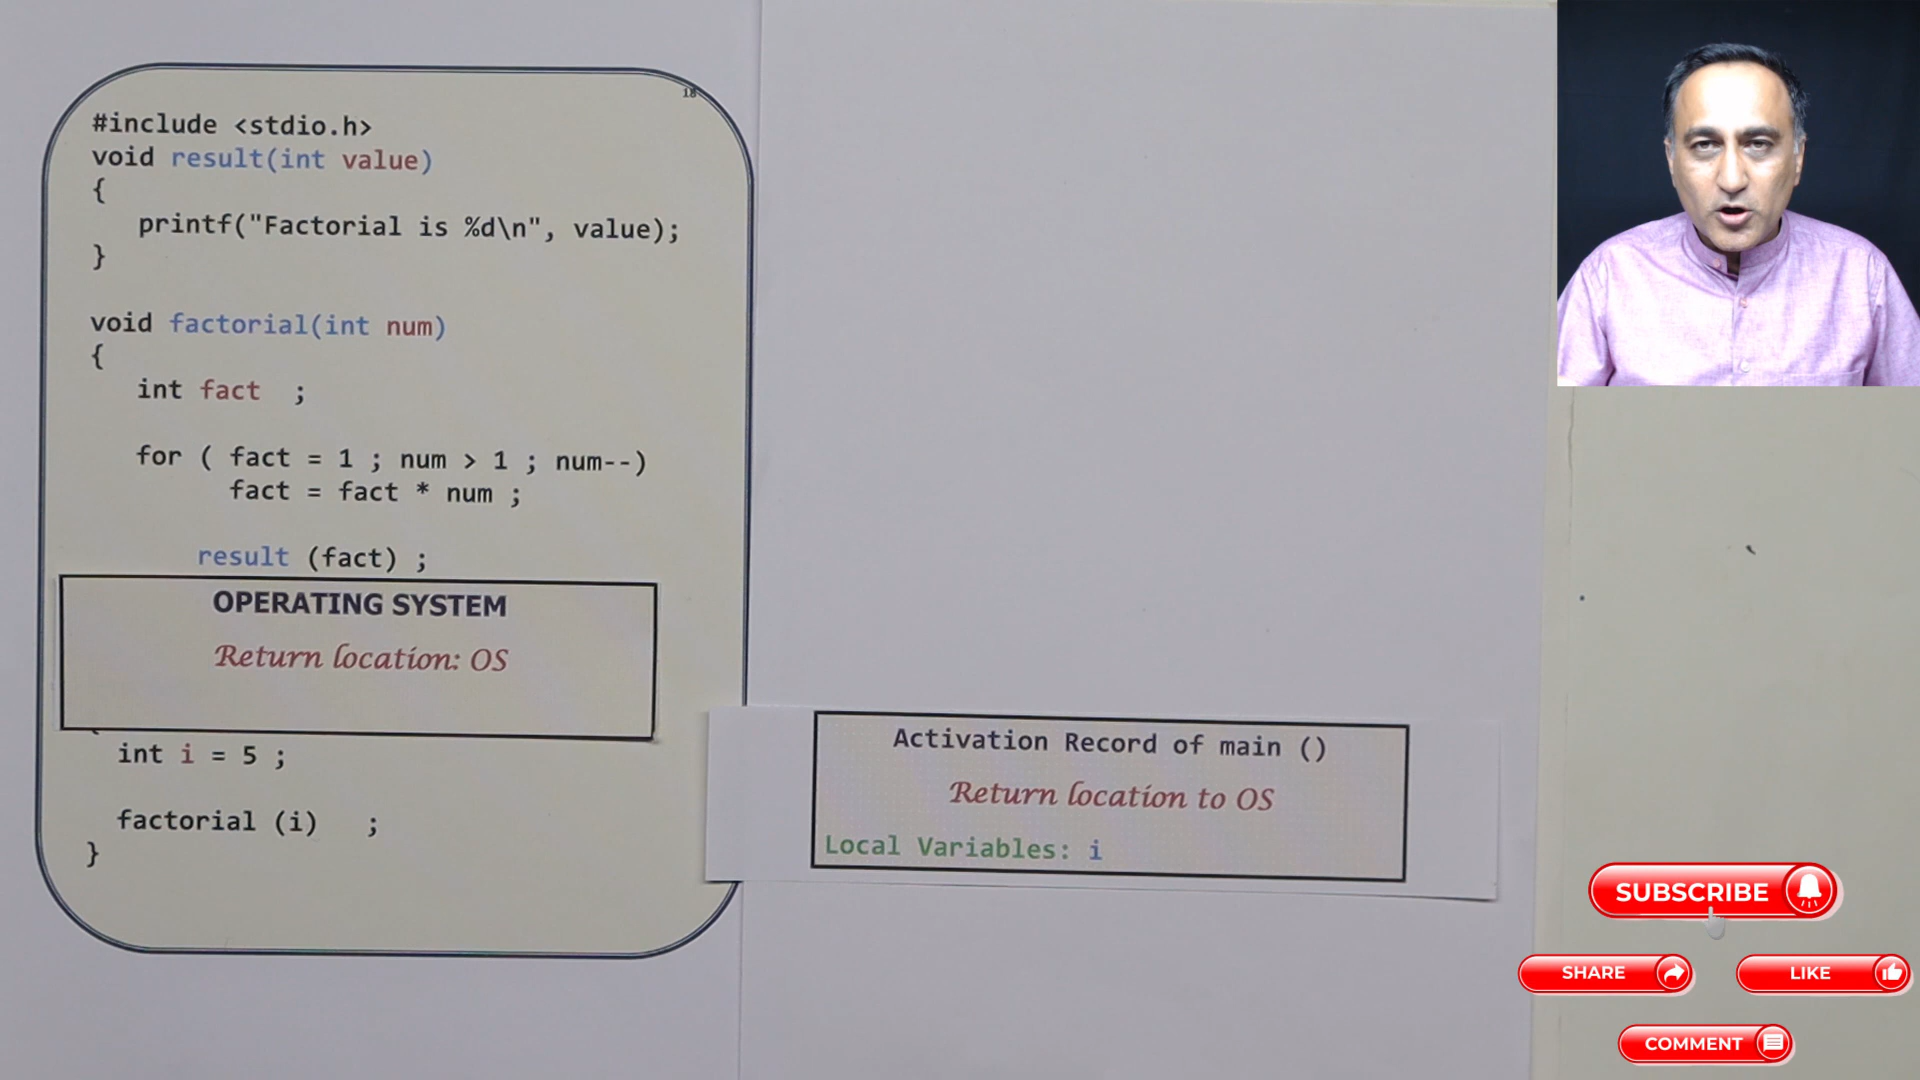 18
#include <stdio.h>
void result(int value)
{
printf("Factorial is %d\n", value);
}
void factorial(int num)
{
int fact ;
for ( fact = 1 ; num > 1 ; num--)
fact = fact * num ;
result (fact) ;
OPERATING SYSTEM
Return location: OS
int i = 5 ;
factorial (i) ;
}
Activation Record of main ()
Return location to OS
Local Variables: i
SUBSCRIBE
SHARE
LIKE
COMMENT